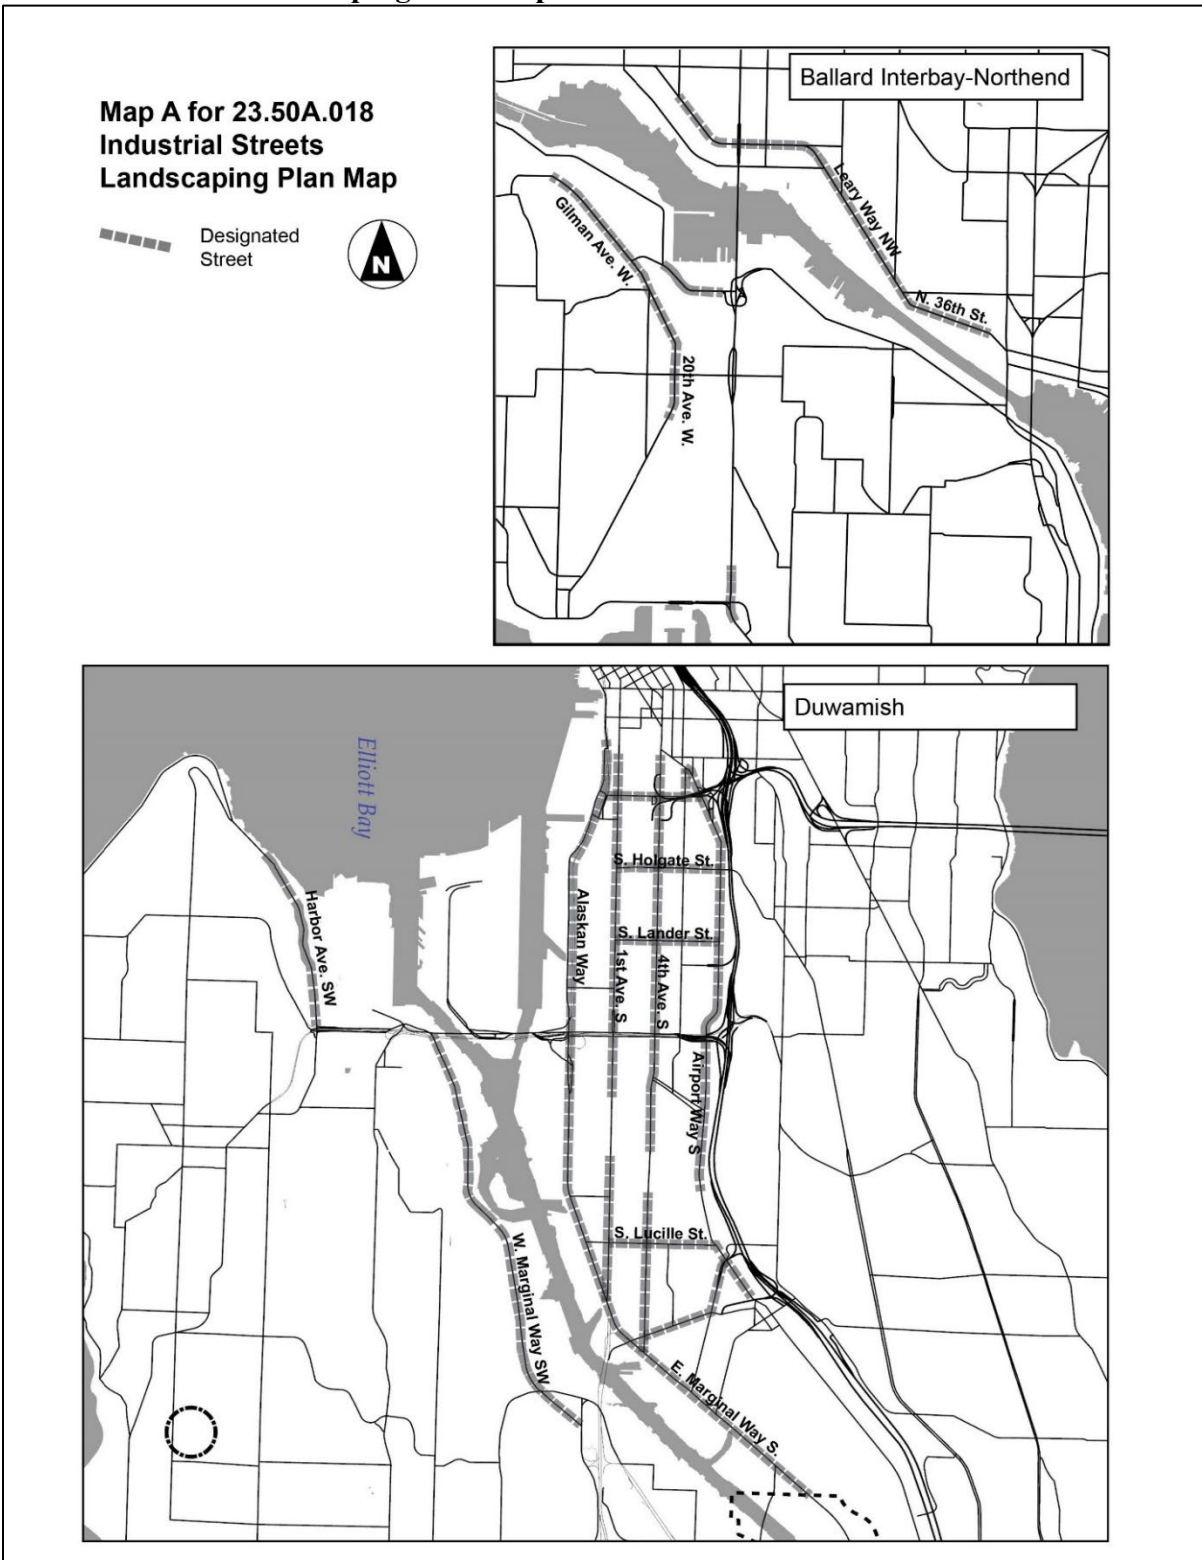 Map A for 23.50A.018
Industrial Streets
Landscaping Plan Map
Designated
Street
N
Ballard Interbay-Northend
Leary Way NW
Gilman Ave. W.
N. 36th St.
20th Ave. W.
Duwamish
Elliott Bay
S. Holgate St.
Harbor Ave. SW
Alaskan Way
S. Lander St.
1st Ave. S
4th Ave. S
Airport Way S
S. Lucille St.
W. Marginal Way SW
E. Marginal Way S.